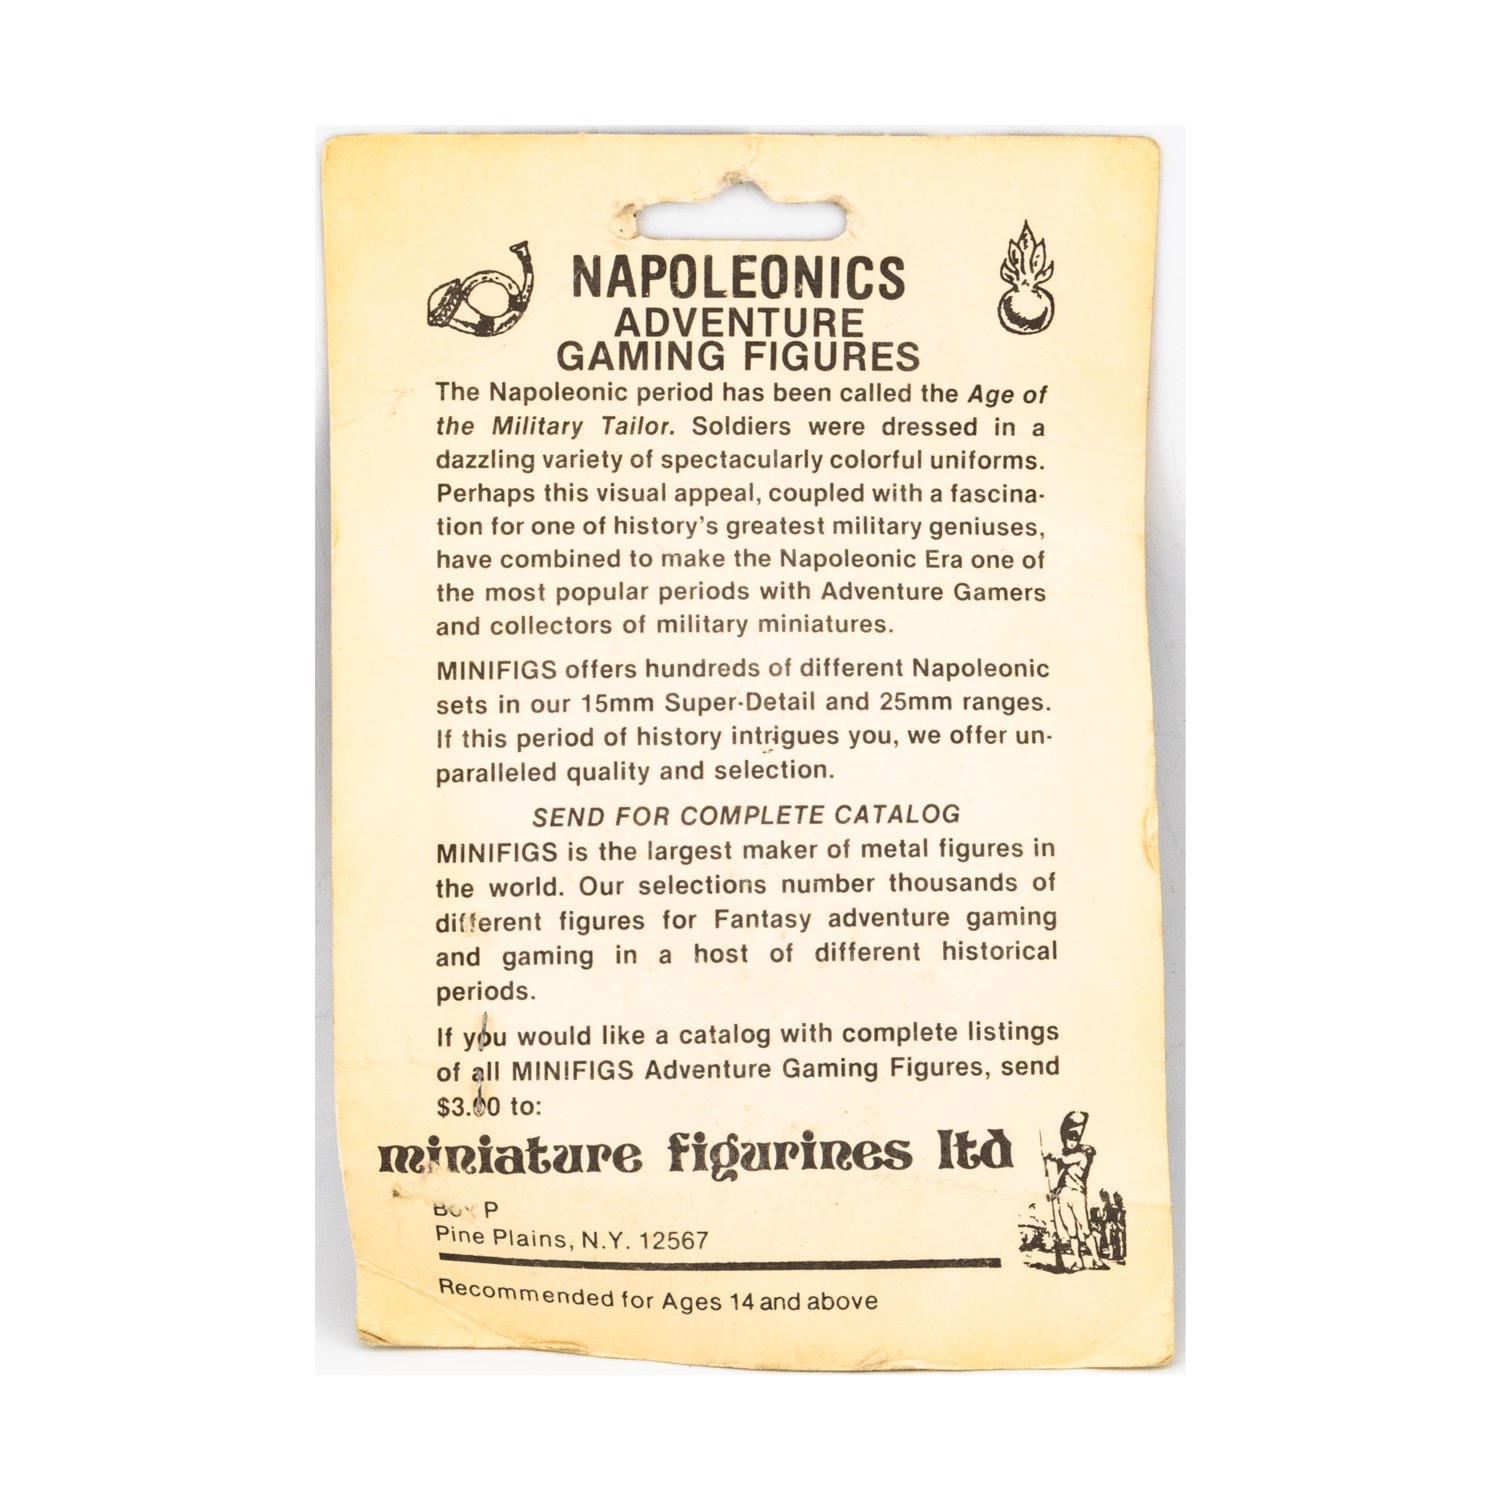 NAPOLEONICS
ADVENTURE
GAMING FIGURES
The Napoleonic period has been called the Age of
the Military Tailor. Soldiers were dressed in a
dazzling variety of spectacularly colorful uniforms.
Perhaps this visual appeal, coupled with a fascina-
tion for one of history's greatest military geniuses,
have combined to make the Napoleonic Era one of
the most popular periods with Adventure Gamers
and collectors of military miniatures.
MINIFIGS offers hundreds of different Napoleonic
sets in our 15mm Super-Detail and 25mm ranges.
If this period of history intrigues you, we offer un-
paralleled quality and selection.
SEND FOR COMPLETE CATALOG
MINIFIGS is the largest maker of metal figures in
the world. Our selections number thousands of
different figures for Fantasy adventure gaming
and gaming in a host of different historical
periods.
If you would like a catalog with complete listings
of all MINIFIGS Adventure Gaming Figures, send
$3.00 to:
miniature figurines ltd
Box P
Pine Plains, N.Y. 12567
Recommended for Ages 14 and above